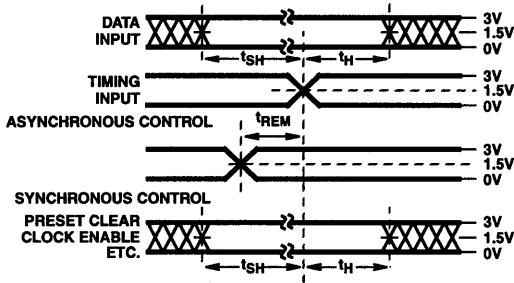 DATA INPUT 3V
1.5V
0V
tSH tH
TIMING INPUT 3V
1.5V
0V
ASYNCHRONOUS CONTROL tREM
3V
1.5V
0V
SYNCHRONOUS CONTROL
PRESET CLEAR 3V
CLOCK ENABLE 1.5V
ETC. 0V
tSH tH